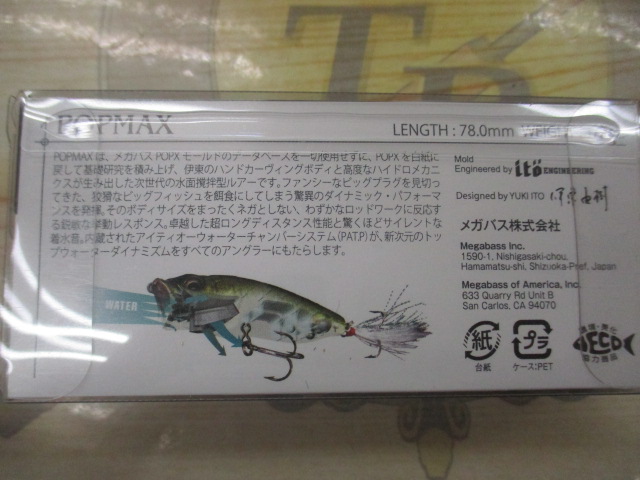 POPMAX
LENGTH : 78.0mm WEIGHT
POPMAX は、メガバス POPX モールドのデータベースを一切使用せずに、POPX を白紙に
戻して基礎研究を積み上げ、伊東のハンドカーヴィングボディと高度なハイドロメカニ
クスが生み出した次世代の水面撹拌型ルアーです。ファンシーなビッグプラグを見切っ
てきた、狡猾なビッグフィッシュを餌食にしてしまう驚異のダイナミック・パフォーマ
ンスを発揮。そのボディサイズをまったくネガとしない、わずかなロッドワークに反応す
る鋭敏な挙動レスポンス。卓越した超ロングディスタンス性能と驚くほどサイレントな
着水音。内蔵されたアイティオーウォーターチャンバーシステム(PAT.P)が、新次元のトッ
プウォーターダイナミズムをすべてのアングラーにもたらします。
WATER
Mold
Engineered by itö ENGINEERING
Designed by YUKI ITO
メガバス株式会社
Megabass Inc.
1590-1, Nishigasaki-chou,
Hamamatsu-shi, Shizuoka-Pref, Japan
Megabass of America, Inc.
633 Quarry Rd Unit B
San Carlos, CA 94070
紙
台紙
プラ
ケース:PET
環境・美化
ECO
協力商品